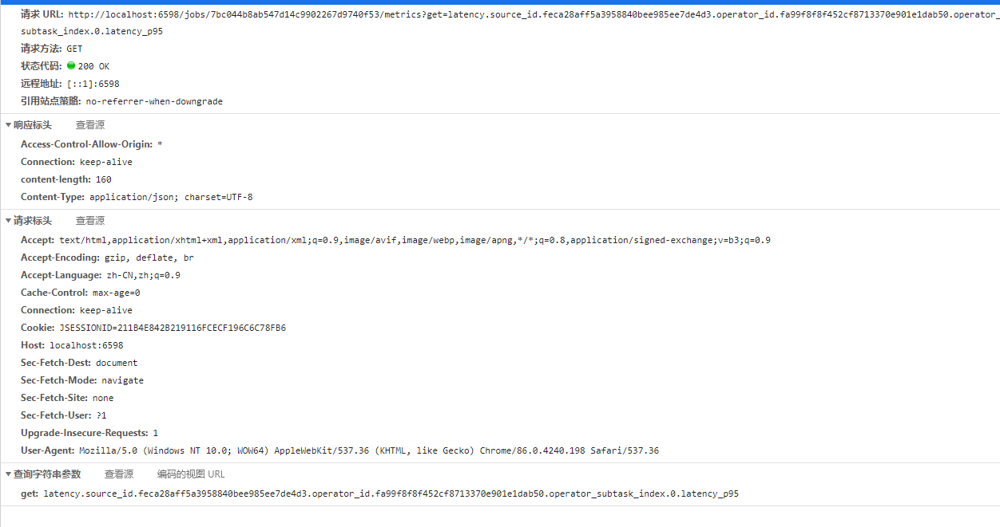 请求 URL: http://localhost:6598/jobs/7bc044b8ab547d14c9902267d9740f53/metrics?get=latency.source_id.feca28aff5a3958840bee985ee7de4d3.operator_id.fa99f8f8f452cf8713370e901e1dab50.operator_
subtask_index.0.latency_p95
请求方法: GET
状态代码: 200 OK
远程地址: [::1]:6598
引用站点策略: no-referrer-when-downgrade
▼响应标头 查看源
Access-Control-Allow-Origin: *
Connection: keep-alive
content-length: 160
Content-Type: application/json; charset=UTF-8
▼请求标头 查看源
Accept: text/html,application/xhtml+xml,application/xml;q=0.9,image/avif,image/webp,image/apng,*/*;q=0.8,application/signed-exchange;v=b3;q=0.9
Accept-Encoding: gzip, deflate, br
Accept-Language: zh-CN,zh;q=0.9
Cache-Control: max-age=0
Connection: keep-alive
Cookie: JSESSIONID=211B4E842B219116FCECF196C6C78FB6
Host: localhost:6598
Sec-Fetch-Dest: document
Sec-Fetch-Mode: navigate
Sec-Fetch-Site: none
Sec-Fetch-User: ?1
Upgrade-Insecure-Requests: 1
User-Agent: Mozilla/5.0 (Windows NT 10.0; WOW64) AppleWebKit/537.36 (KHTML, like Gecko) Chrome/86.0.4240.198 Safari/537.36
▼查询字符串参数 查看源 编码的视图 URL
get: latency.source_id.feca28aff5a3958840bee985ee7de4d3.operator_id.fa99f8f8f452cf8713370e901e1dab50.operator_subtask_index.0.latency_p95